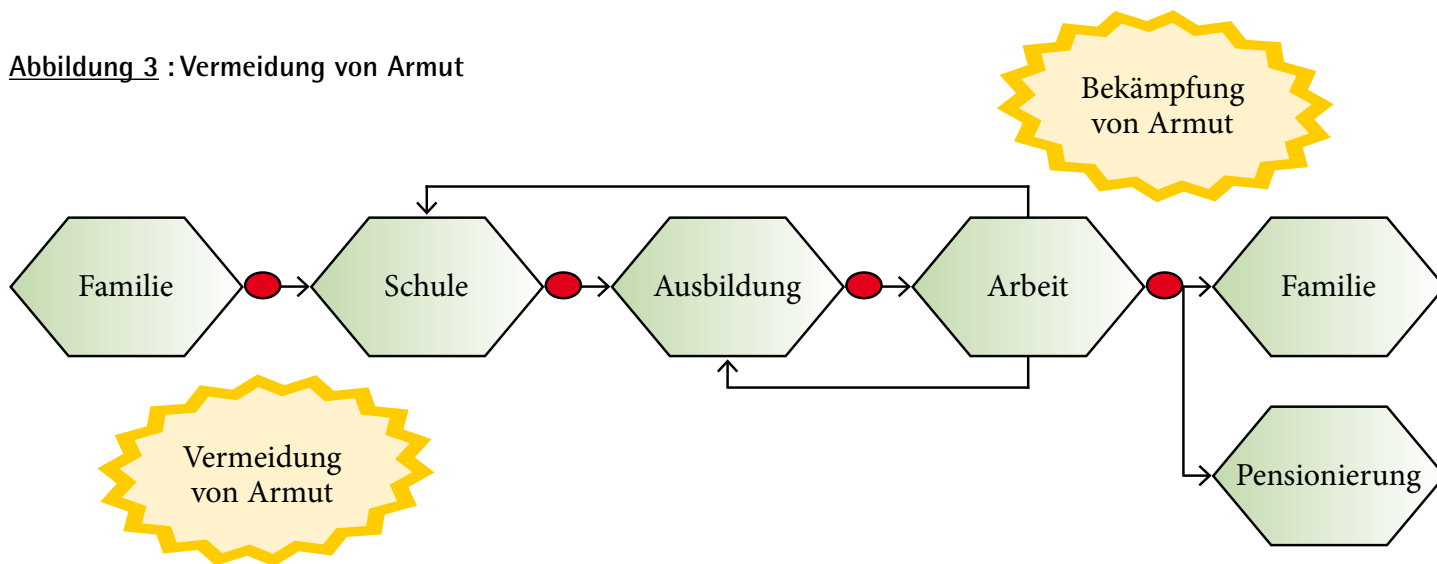 Abbildung 3 : Vermeidung von Armut
Bekämpfung
von Armut
Familie
Schule
Ausbildung
Arbeit
Familie
Vermeidung
von Armut
Pensionierung